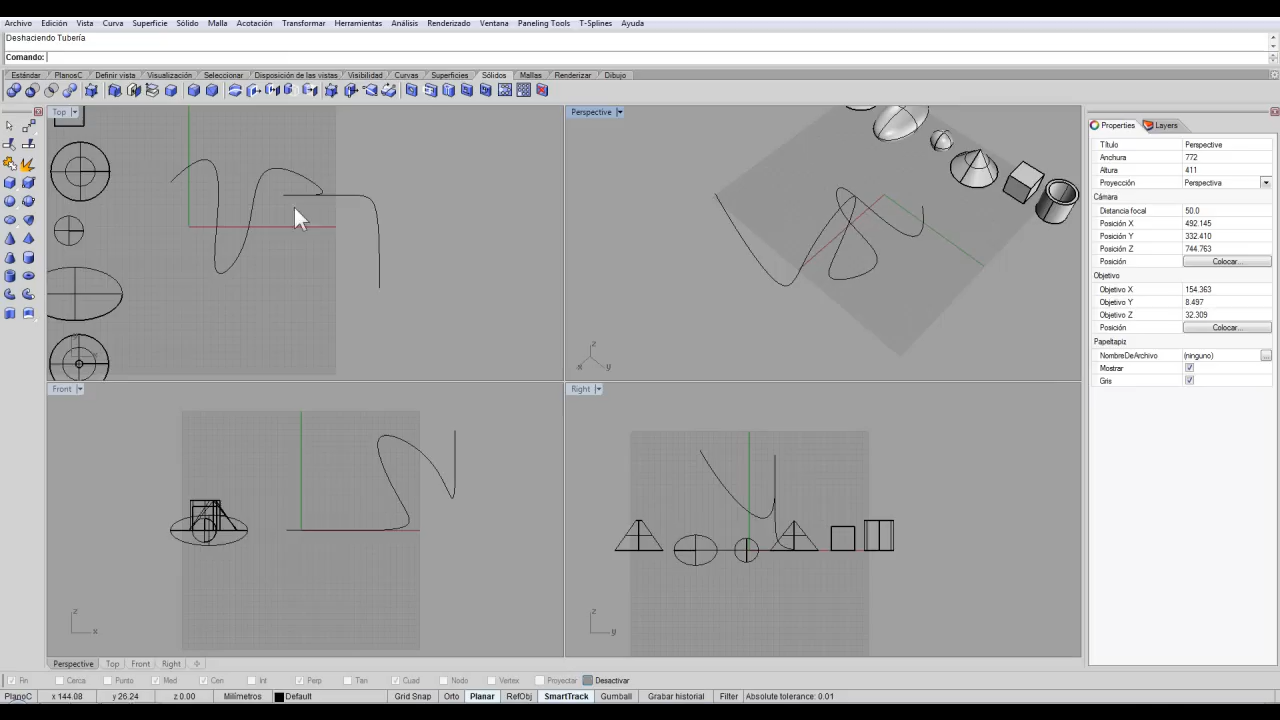 Archivo Edición Vista Curva Superficie Sólido Malla Acotación Transformar Herramientas Análisis Renderizado Ventana Paneling Tools T-Splines Ayuda
Deshaciendo Tubería
Comando:
Estándar PlanosC Definir vista Visualización Seleccionar Disposición de las vistas Visibilidad Curvas Superficies Sólidos Mallas Renderizar Dibujo
Top
Perspective
Front
Right
z
x
y
z
x
z
y
Properties Layers
Título Perspective
Anchura 772
Altura 411
Proyección Perspectiva
Cámara
Distancia focal 50.0
Posición X 492.145
Posición Y 332.410
Posición Z 744.763
Posición Colocar...
Objetivo
Objetivo X 154.363
Objetivo Y 8.497
Objetivo Z 32.309
Posición Colocar...
Papeltapiz
NombreDeArchivo (ninguno) ...
Mostrar
Gris
Perspective Top Front Right
Fin Cerca Punto Med Cen Int Perp Tan Cuad Nodo Vertex Proyectar Desactivar
PlanoC x 144.08 y 26.24 z 0.00 Milímetros Default Grid Snap Orto Planar RefObj SmartTrack Gumball Grabar historial Filter Absolute tolerance: 0.01